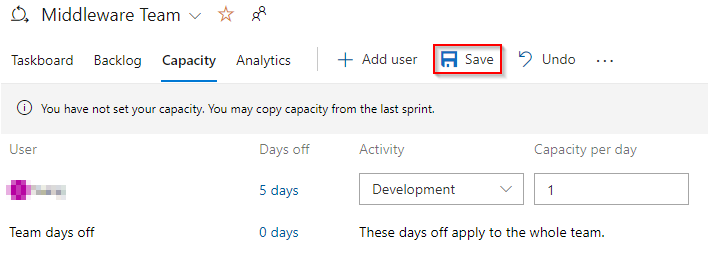 Middleware Team
Taskboard Backlog Capacity Analytics Add user Save Undo ...
You have not set your capacity. You may copy capacity from the last sprint.
User Days off Activity Capacity per day
5 days Development 1
Team days off 0 days These days off apply to the whole team.